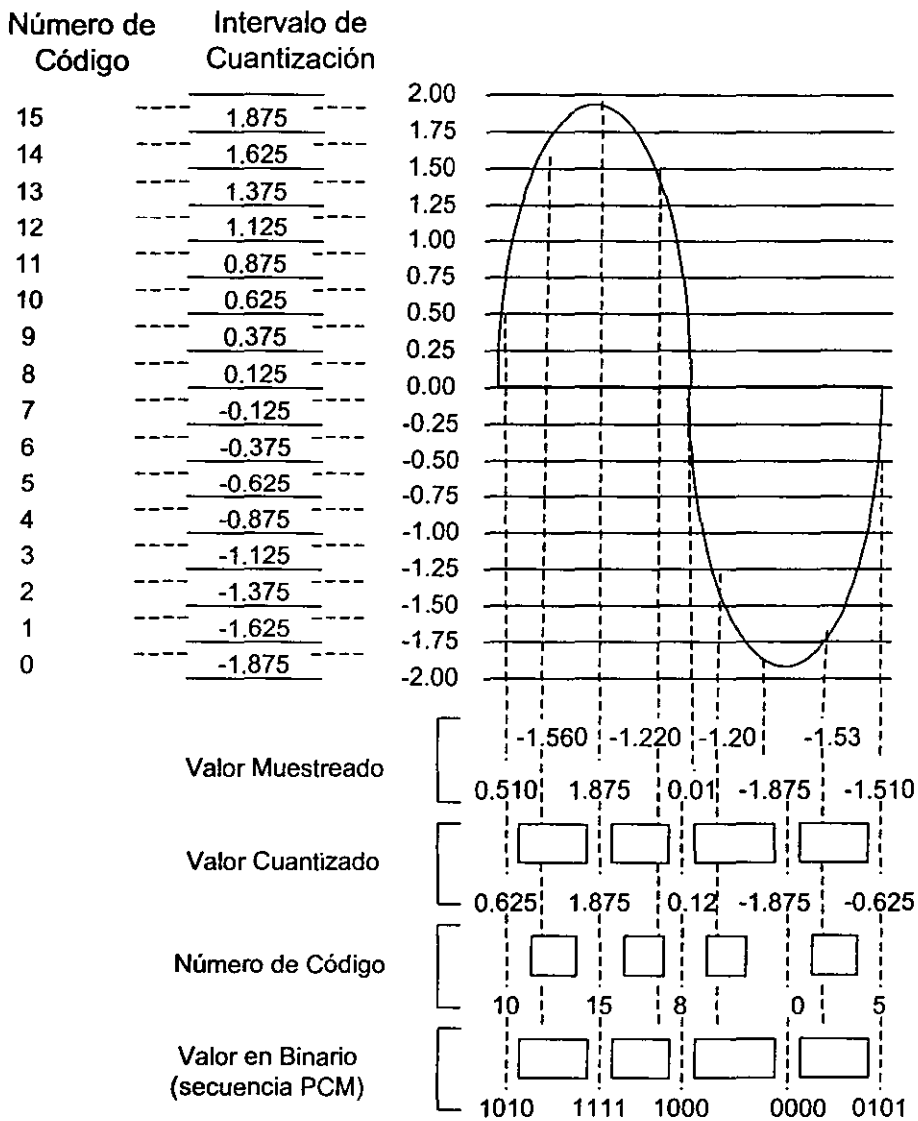 Número de Código
Intervalo de Cuantización
15 ----- 1.875 -----
14 ----- 1.625 -----
13 ----- 1.375 -----
12 ----- 1.125 -----
11 ----- 0.875 -----
10 ----- 0.625 -----
9 ----- 0.375 -----
8 ----- 0.125 -----
7 ----- -0.125 -----
6 ----- -0.375 -----
5 ----- -0.625 -----
4 ----- -0.875 -----
3 ----- -1.125 -----
2 ----- -1.375 -----
1 ----- -1.625 -----
0 ----- -1.875 -----
2.00
1.75
1.50
1.25
1.00
0.75
0.50
0.25
0.00
-0.25
-0.50
-0.75
-1.00
-1.25
-1.50
-1.75
-2.00
Valor Muestreado
-1.560 -1.220 -1.20 -1.53
0.510 1.875 0.01 -1.875 -1.510
Valor Cuantizado
0.625 1.875 0.12 -1.875 -0.625
Número de Código
10 15 8 0 5
Valor en Binario
(secuencia PCM)
1010 1111 1000 0000 0101